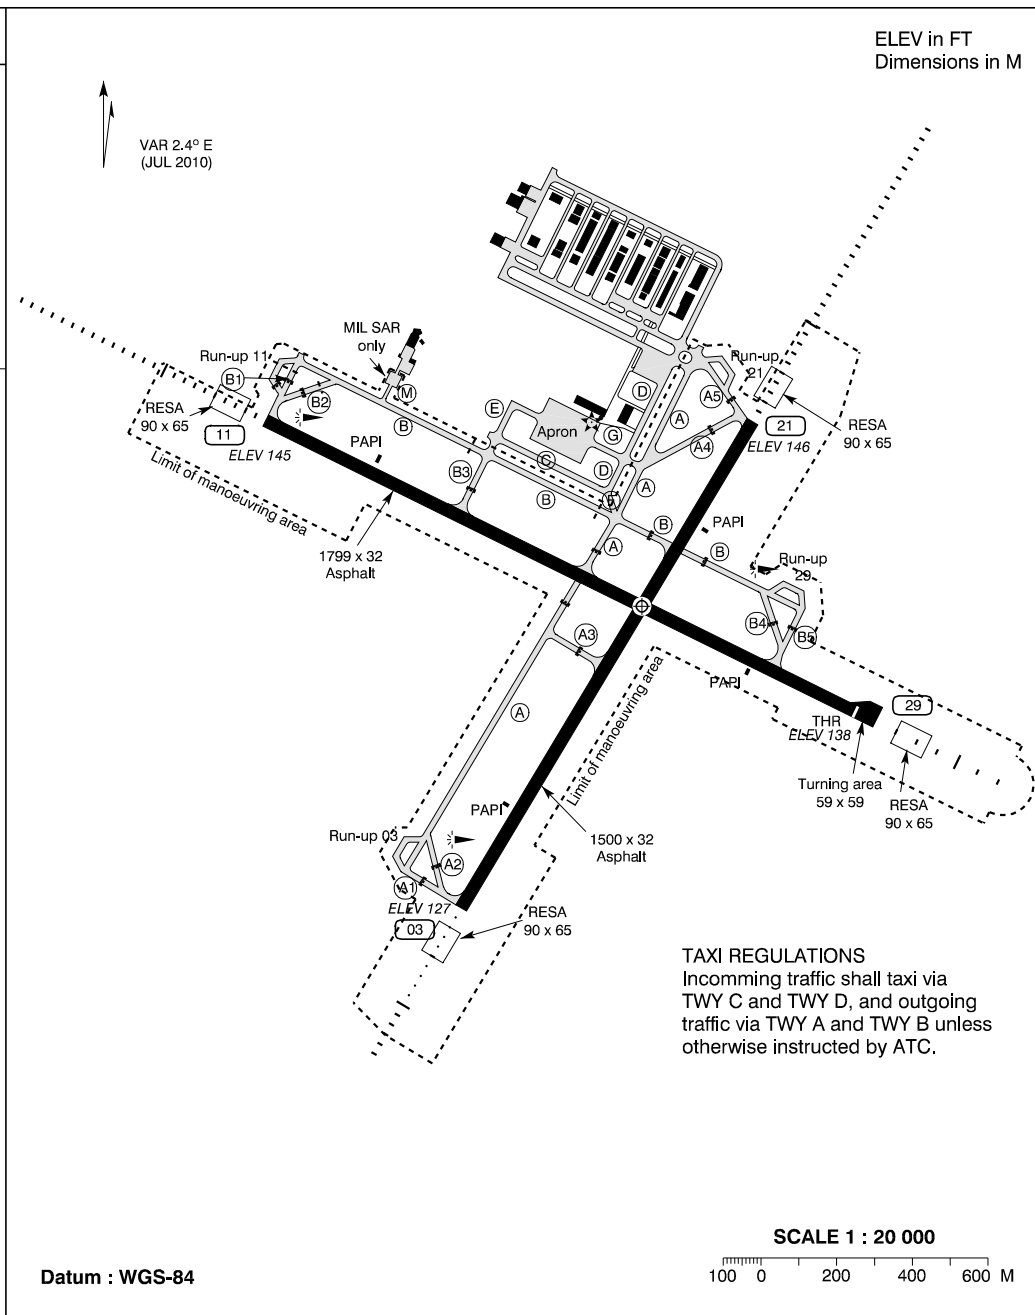 ELEV in FT
Dimensions in M
VAR 2.4° E
(JUL 2010)
MIL SAR
only
Run-up 11
B1
B2
M
B
RESA
90 x 65
11
ELEV 145
PAPI
Limit of manoeuvring area
1799 x 32
Asphalt
E
Apron
G
D
A
A5
Run-up
21
A4
21
ELEV 146
RESA
90 x 65
B3
C
D
B
A
B
PAPI
B
Run-up
29
A
A3
B4
B5
PAPI
A
Limit of manoeuvring area
THR
ELEV 138
29
Turning area
59 x 59
RESA
90 x 65
PAPI
Run-up 03
1500 x 32
Asphalt
A2
A1
ELEV 127
03
RESA
90 x 65
TAXI REGULATIONS
Incomming traffic shall taxi via
TWY C and TWY D, and outgoing
traffic via TWY A and TWY B unless
otherwise instructed by ATC.
SCALE 1 : 20 000
100 0 200 400 600 M
Datum : WGS-84